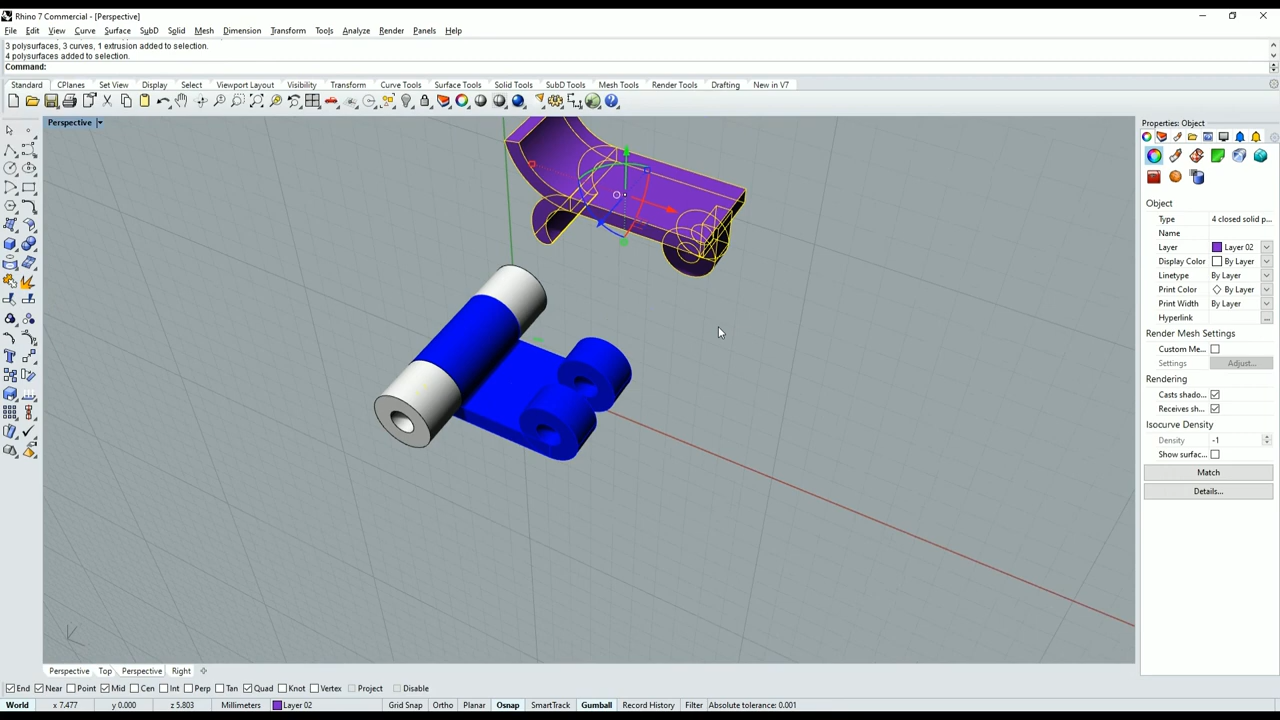 Rhino 7 Commercial - [Perspective]
File Edit View Curve Surface SubD Solid Mesh Dimension Transform Tools Analyze Render Panels Help
3 polysurfaces, 3 curves, 1 extrusion added to selection.
4 polysurfaces added to selection.
Command:
Standard CPlanes Set View Display Select Viewport Layout Visibility Transform Curve Tools Surface Tools Solid Tools SubD Tools Mesh Tools Render Tools Drafting New in V7
Perspective
Properties: Object
Object
Type 4 closed solid p...
Name
Layer Layer 02
Display Color By Layer
Linetype By Layer
Print Color By Layer
Print Width By Layer
Hyperlink ...
Render Mesh Settings
Custom Me...
Settings Adjust...
Rendering
Casts shado...
Receives sh...
Isocurve Density
Density -1
Show surfac...
Match
Details...
Perspective Top Perspective Right
End Near Point Mid Cen Int Perp Tan Quad Knot Vertex Project Disable
World x 7.477 y 0.000 z 5.803 Millimeters Layer 02 Grid Snap Ortho Planar Osnap SmartTrack Gumball Record History Filter Absolute tolerance: 0.001